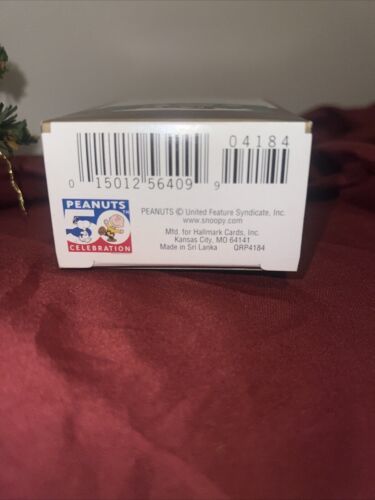 04184
0 15012 56409 9
PEANUTS
50
CELEBRATION
PEANUTS © United Feature Syndicate, Inc.
www.snoopy.com
Mfd. for Hallmark Cards, Inc.
Kansas City, MO 64141
Made in Sri Lanka QRP4184